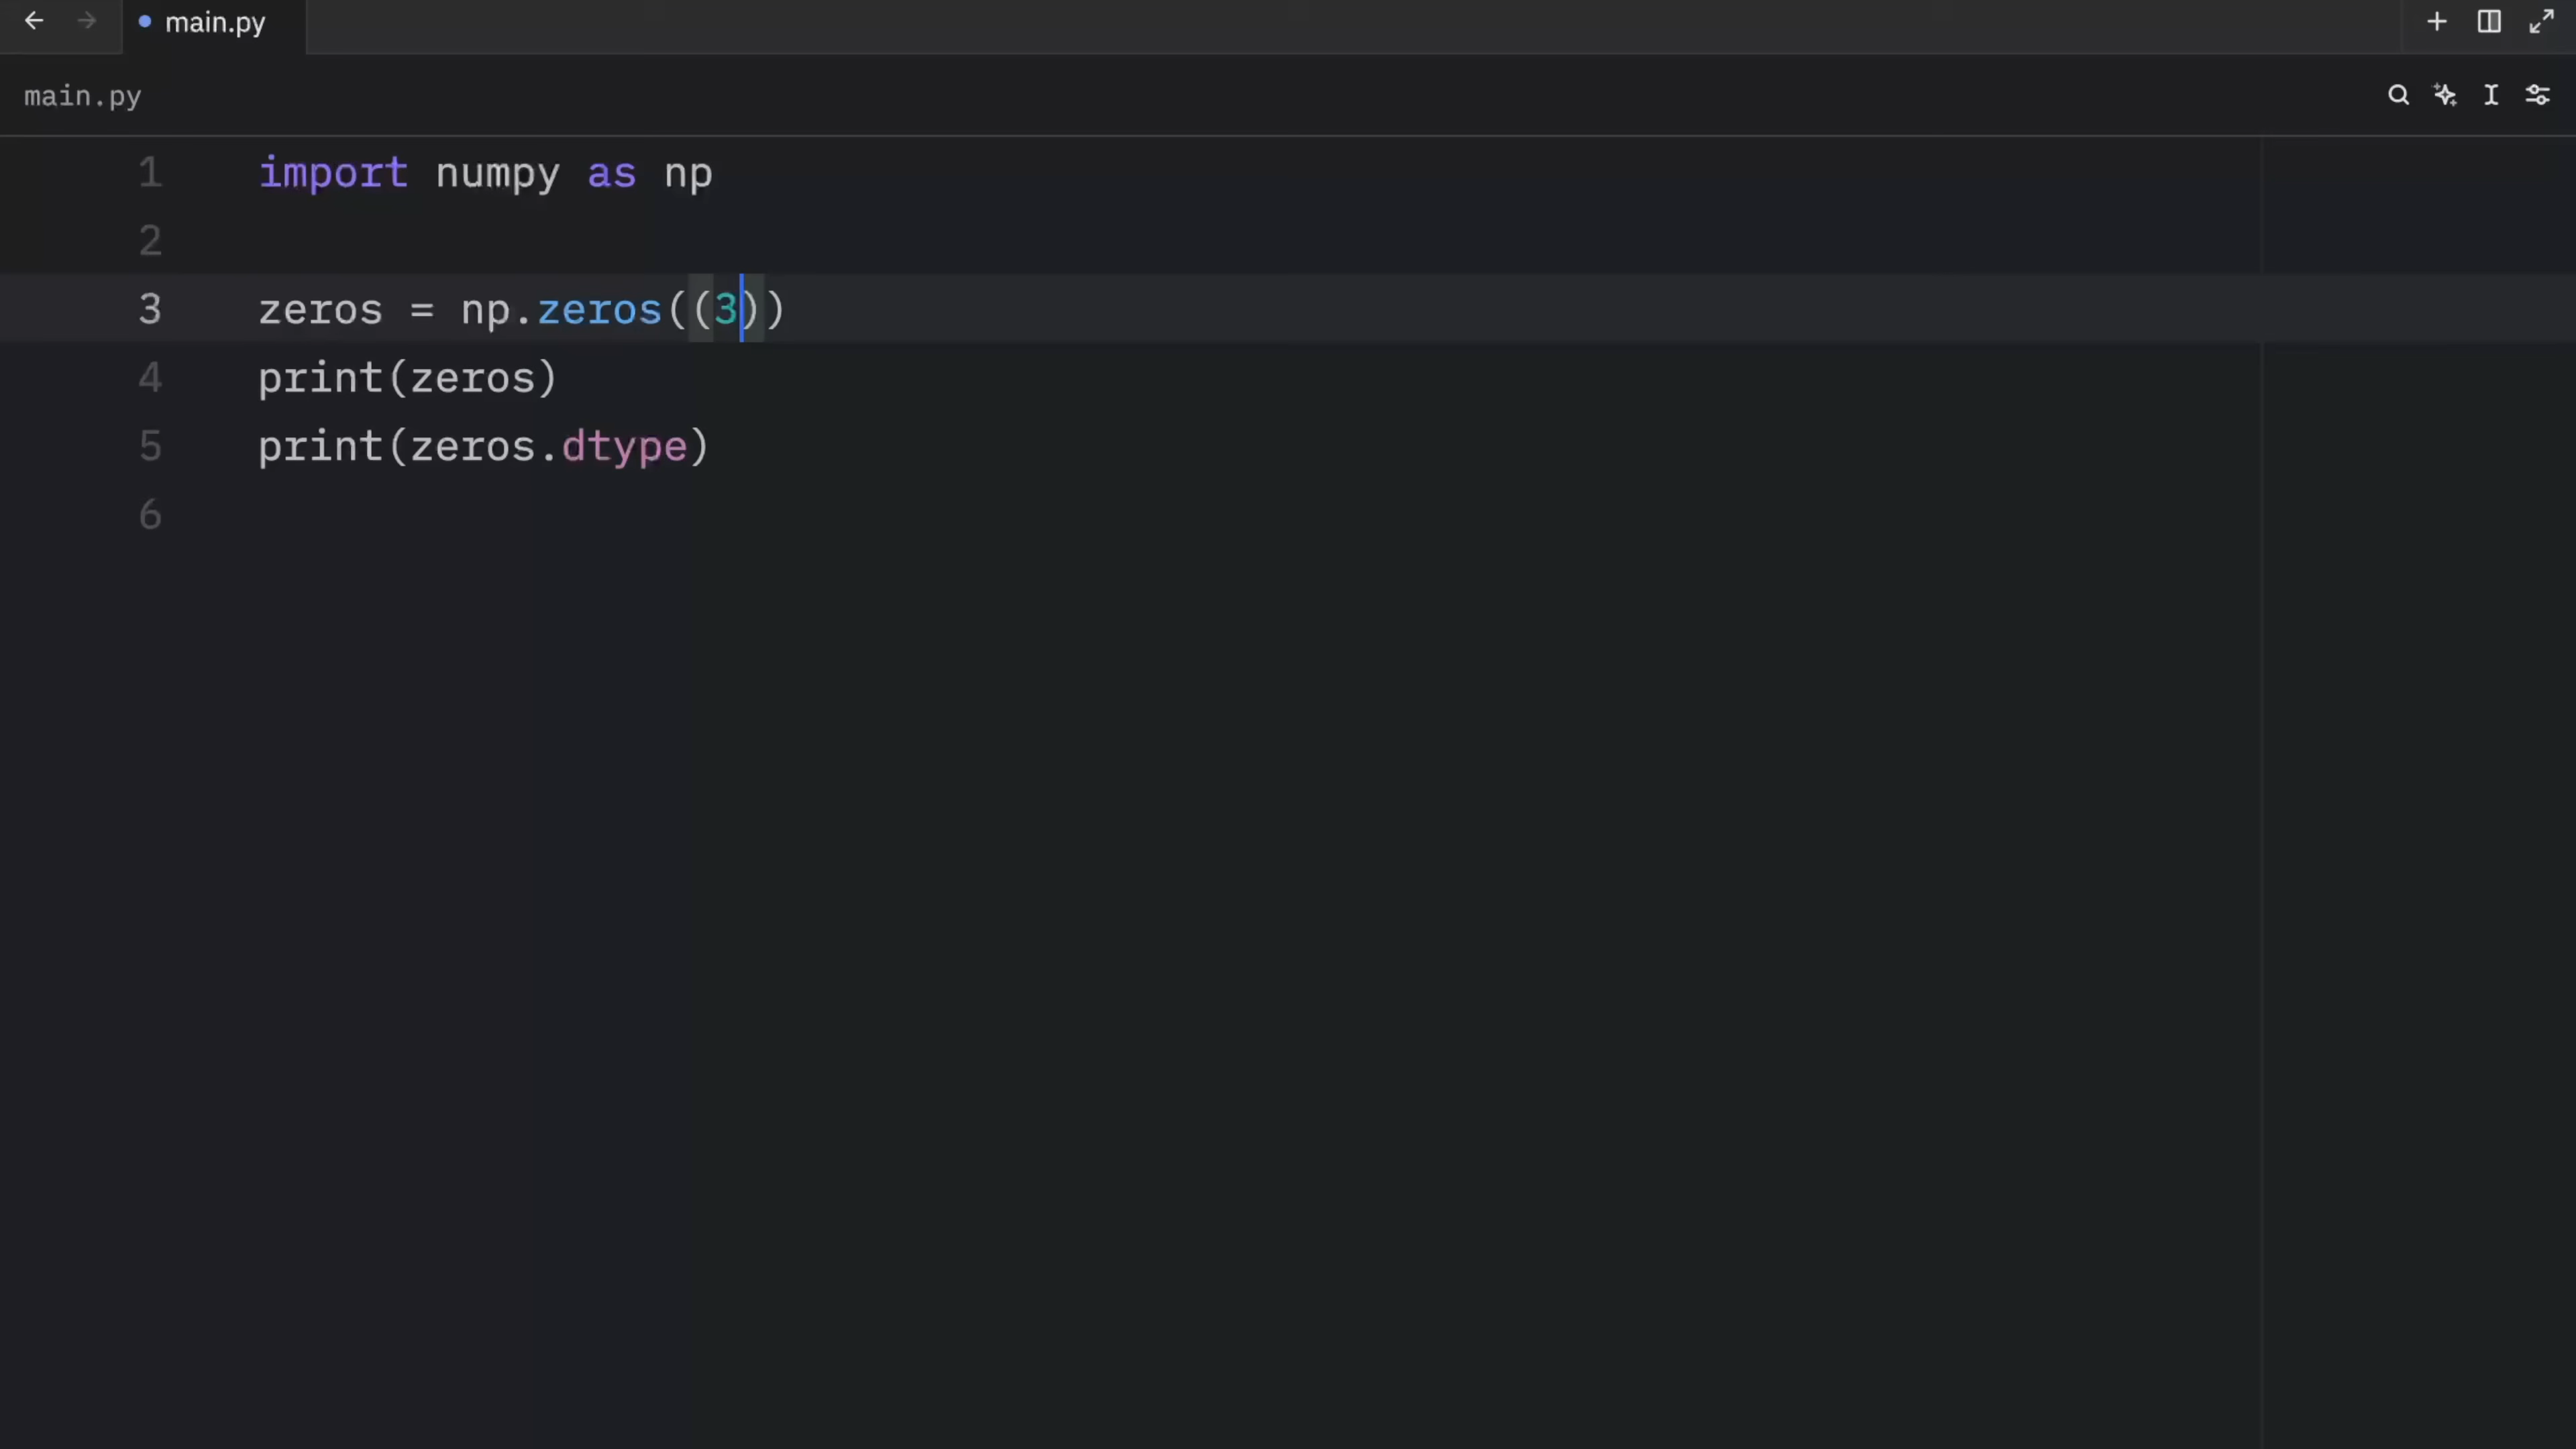 main.py
main.py
1 import numpy as np
2
3 zeros = np.zeros((3))
4 print(zeros)
5 print(zeros.dtype)
6